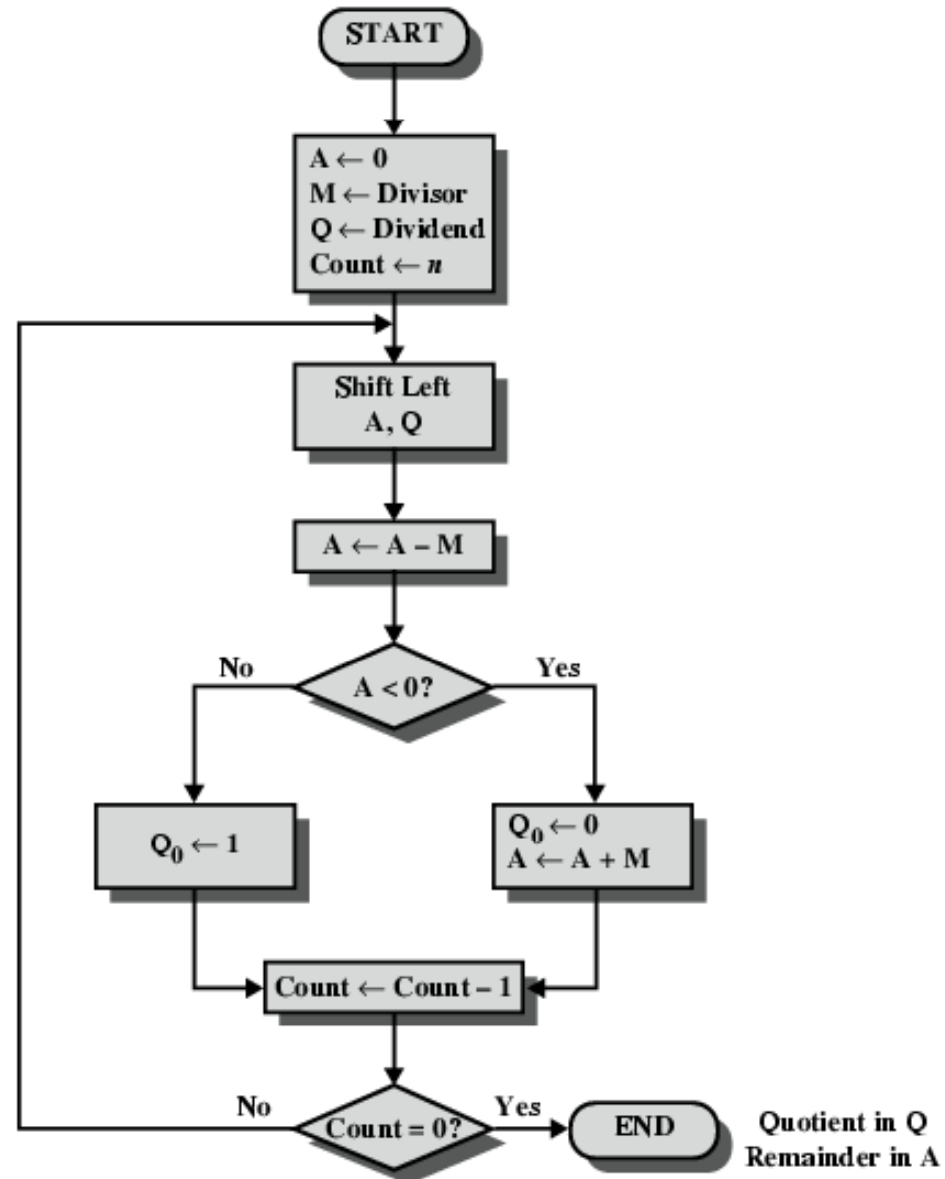 START
A ← 0
M ← Divisor
Q ← Dividend
Count ← n
Shift Left
A, Q
A ← A – M
No
Yes
A < 0?
Q₀ ← 1
Q₀ ← 0
A ← A + M
Count ← Count – 1
No
Yes
Count = 0?
END
Quotient in Q
Remainder in A